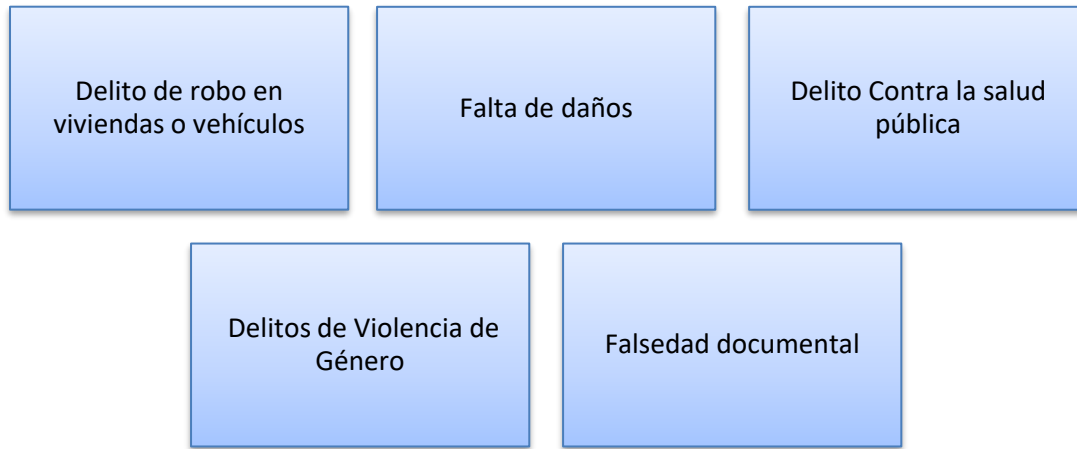 Delito de robo en
viviendas o vehículos
Falta de daños
Delito Contra la salud
pública
Delitos de Violencia de
Género
Falsedad documental